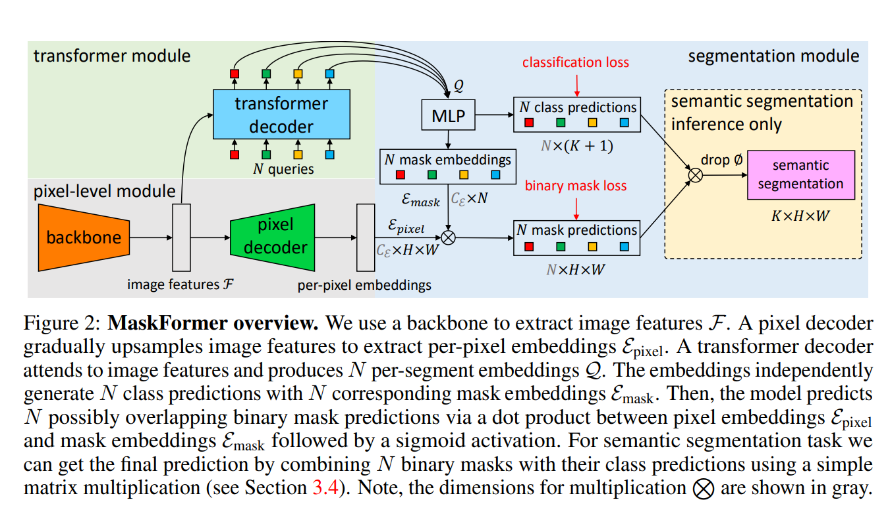 transformer module
segmentation module
classification loss
Q
transformer
decoder
MLP
N class predictions
semantic segmentation
inference only
N×(K + 1)
drop ∅
N queries
N mask embeddings
semantic
segmentation
pixel-level module
ℰmask
Cℰ×N
binary mask loss
K×H×W
backbone
pixel
decoder
ℰpixel
N mask predictions
Cℰ×H×W
N×H×W
image features ℱ
per-pixel embeddings
Figure 2: MaskFormer overview. We use a backbone to extract image features ℱ. A pixel decoder
gradually upsamples image features to extract per-pixel embeddings ℰpixel. A transformer decoder
attends to image features and produces N per-segment embeddings Q. The embeddings independently
generate N class predictions with N corresponding mask embeddings ℰmask. Then, the model predicts
N possibly overlapping binary mask predictions via a dot product between pixel embeddings ℰpixel
and mask embeddings ℰmask followed by a sigmoid activation. For semantic segmentation task we
can get the final prediction by combining N binary masks with their class predictions using a simple
matrix multiplication (see Section 3.4). Note, the dimensions for multiplication ⊗ are shown in gray.